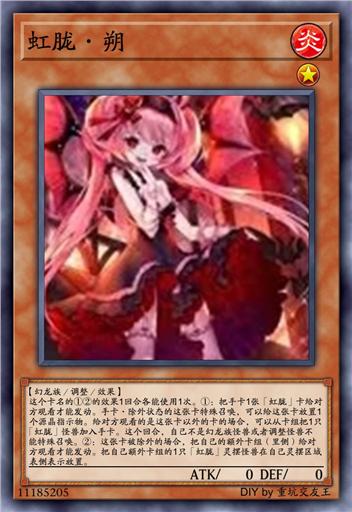 虹胧·朔
炎
【幻龙族/调整/效果】
这个卡名的①②的效果1回合各能使用1次。①:把手卡1张「虹胧」卡给对
方观看才能发动。手卡·除外状态的这张卡特殊召唤,可以给这张卡放置1
个源晶指示物。给对方观看的是这张卡以外的卡的场合,可以从卡组把1只
「虹胧」怪兽加入手卡。这个回合,自己不是幻龙族怪兽或者调整怪兽不
能特殊召唤。②:这张卡被除外的场合,把自己的额外卡组(里侧)给对
方观看才能发动。把自己额外卡组的1只「虹胧」灵摆怪兽在自己灵摆区域
表侧表示放置。
ATK/ 0 DEF/ 0
11185205 DIY by 重坑交友王